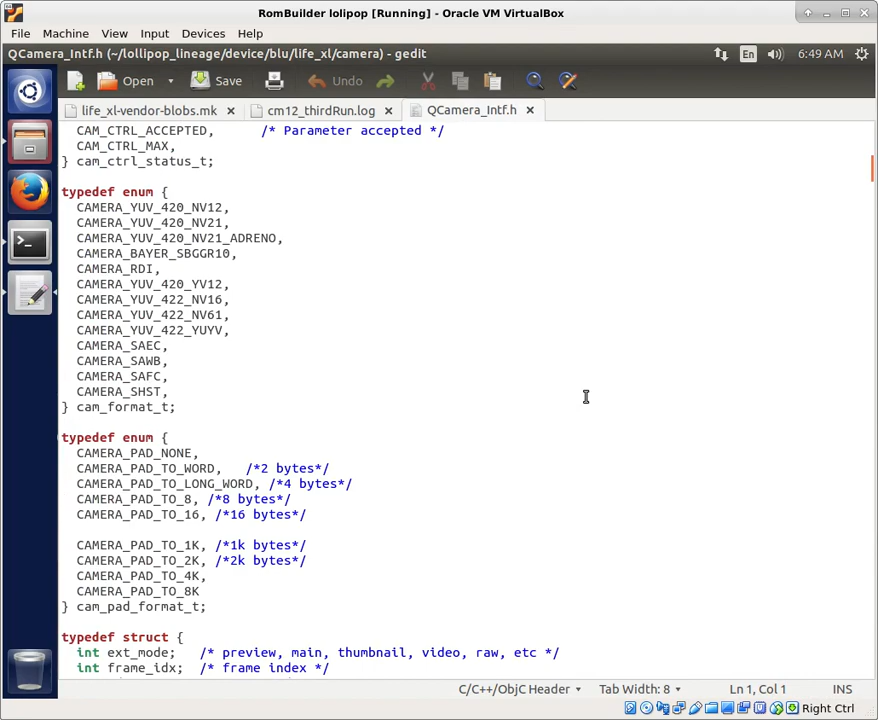 RomBuilder lolipop [Running] - Oracle VM VirtualBox
File Machine View Input Devices Help
QCamera_Intf.h (~/lollipop_lineage/device/blu/life_xl/camera) - gedit
En 6:49 AM
Open Save Undo
life_xl-vendor-blobs.mk cm12_thirdRun.log QCamera_Intf.h
CAM_CTRL_ACCEPTED, /* Parameter accepted */
CAM_CTRL_MAX,
} cam_ctrl_status_t;
typedef enum {
CAMERA_YUV_420_NV12,
CAMERA_YUV_420_NV21,
CAMERA_YUV_420_NV21_ADRENO,
CAMERA_BAYER_SBGGR10,
CAMERA_RDI,
CAMERA_YUV_420_YV12,
CAMERA_YUV_422_NV16,
CAMERA_YUV_422_NV61,
CAMERA_YUV_422_YUYV,
CAMERA_SAEC,
CAMERA_SAWB,
CAMERA_SAFC,
CAMERA_SHST,
} cam_format_t;
typedef enum {
CAMERA_PAD_NONE,
CAMERA_PAD_TO_WORD, /*2 bytes*/
CAMERA_PAD_TO_LONG_WORD, /*4 bytes*/
CAMERA_PAD_TO_8, /*8 bytes*/
CAMERA_PAD_TO_16, /*16 bytes*/
CAMERA_PAD_TO_1K, /*1k bytes*/
CAMERA_PAD_TO_2K, /*2k bytes*/
CAMERA_PAD_TO_4K,
CAMERA_PAD_TO_8K
} cam_pad_format_t;
typedef struct {
int ext_mode; /* preview, main, thumbnail, video, raw, etc */
int frame_idx; /* frame index */
C/C++/ObjC Header Tab Width: 8 Ln 1, Col 1 INS
Right Ctrl